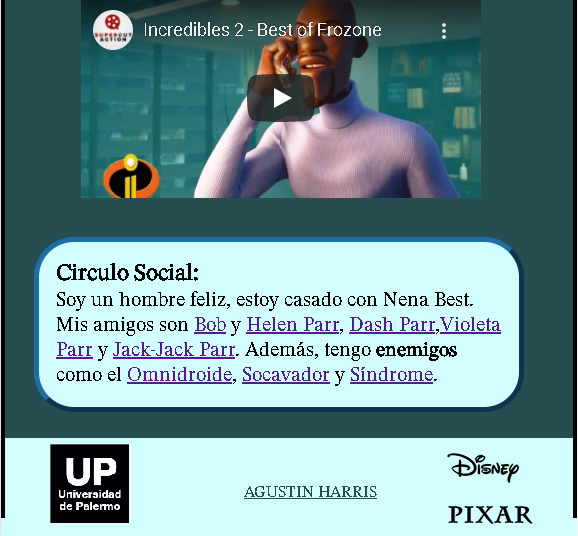 SUPERCUT
ACTION
Incredibles 2 - Best of Frozone
Circulo Social:
Soy un hombre feliz, estoy casado con Nena Best.
Mis amigos son Bob y Helen Parr, Dash Parr,Violeta
Parr y Jack-Jack Parr. Además, tengo enemigos
como el Omnidroide, Socavador y Síndrome.
UP
Universidad
de Palermo
AGUSTIN HARRIS
DISNEY
PIXAR